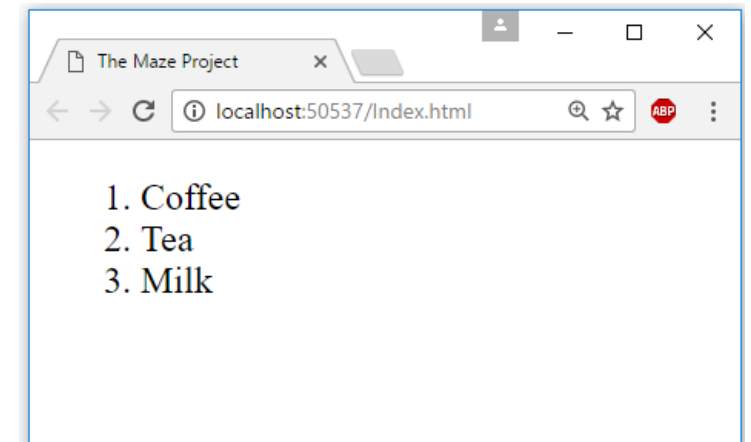 The Maze Project
localhost:50537/Index.html
ABP
1. Coffee
2. Tea
3. Milk